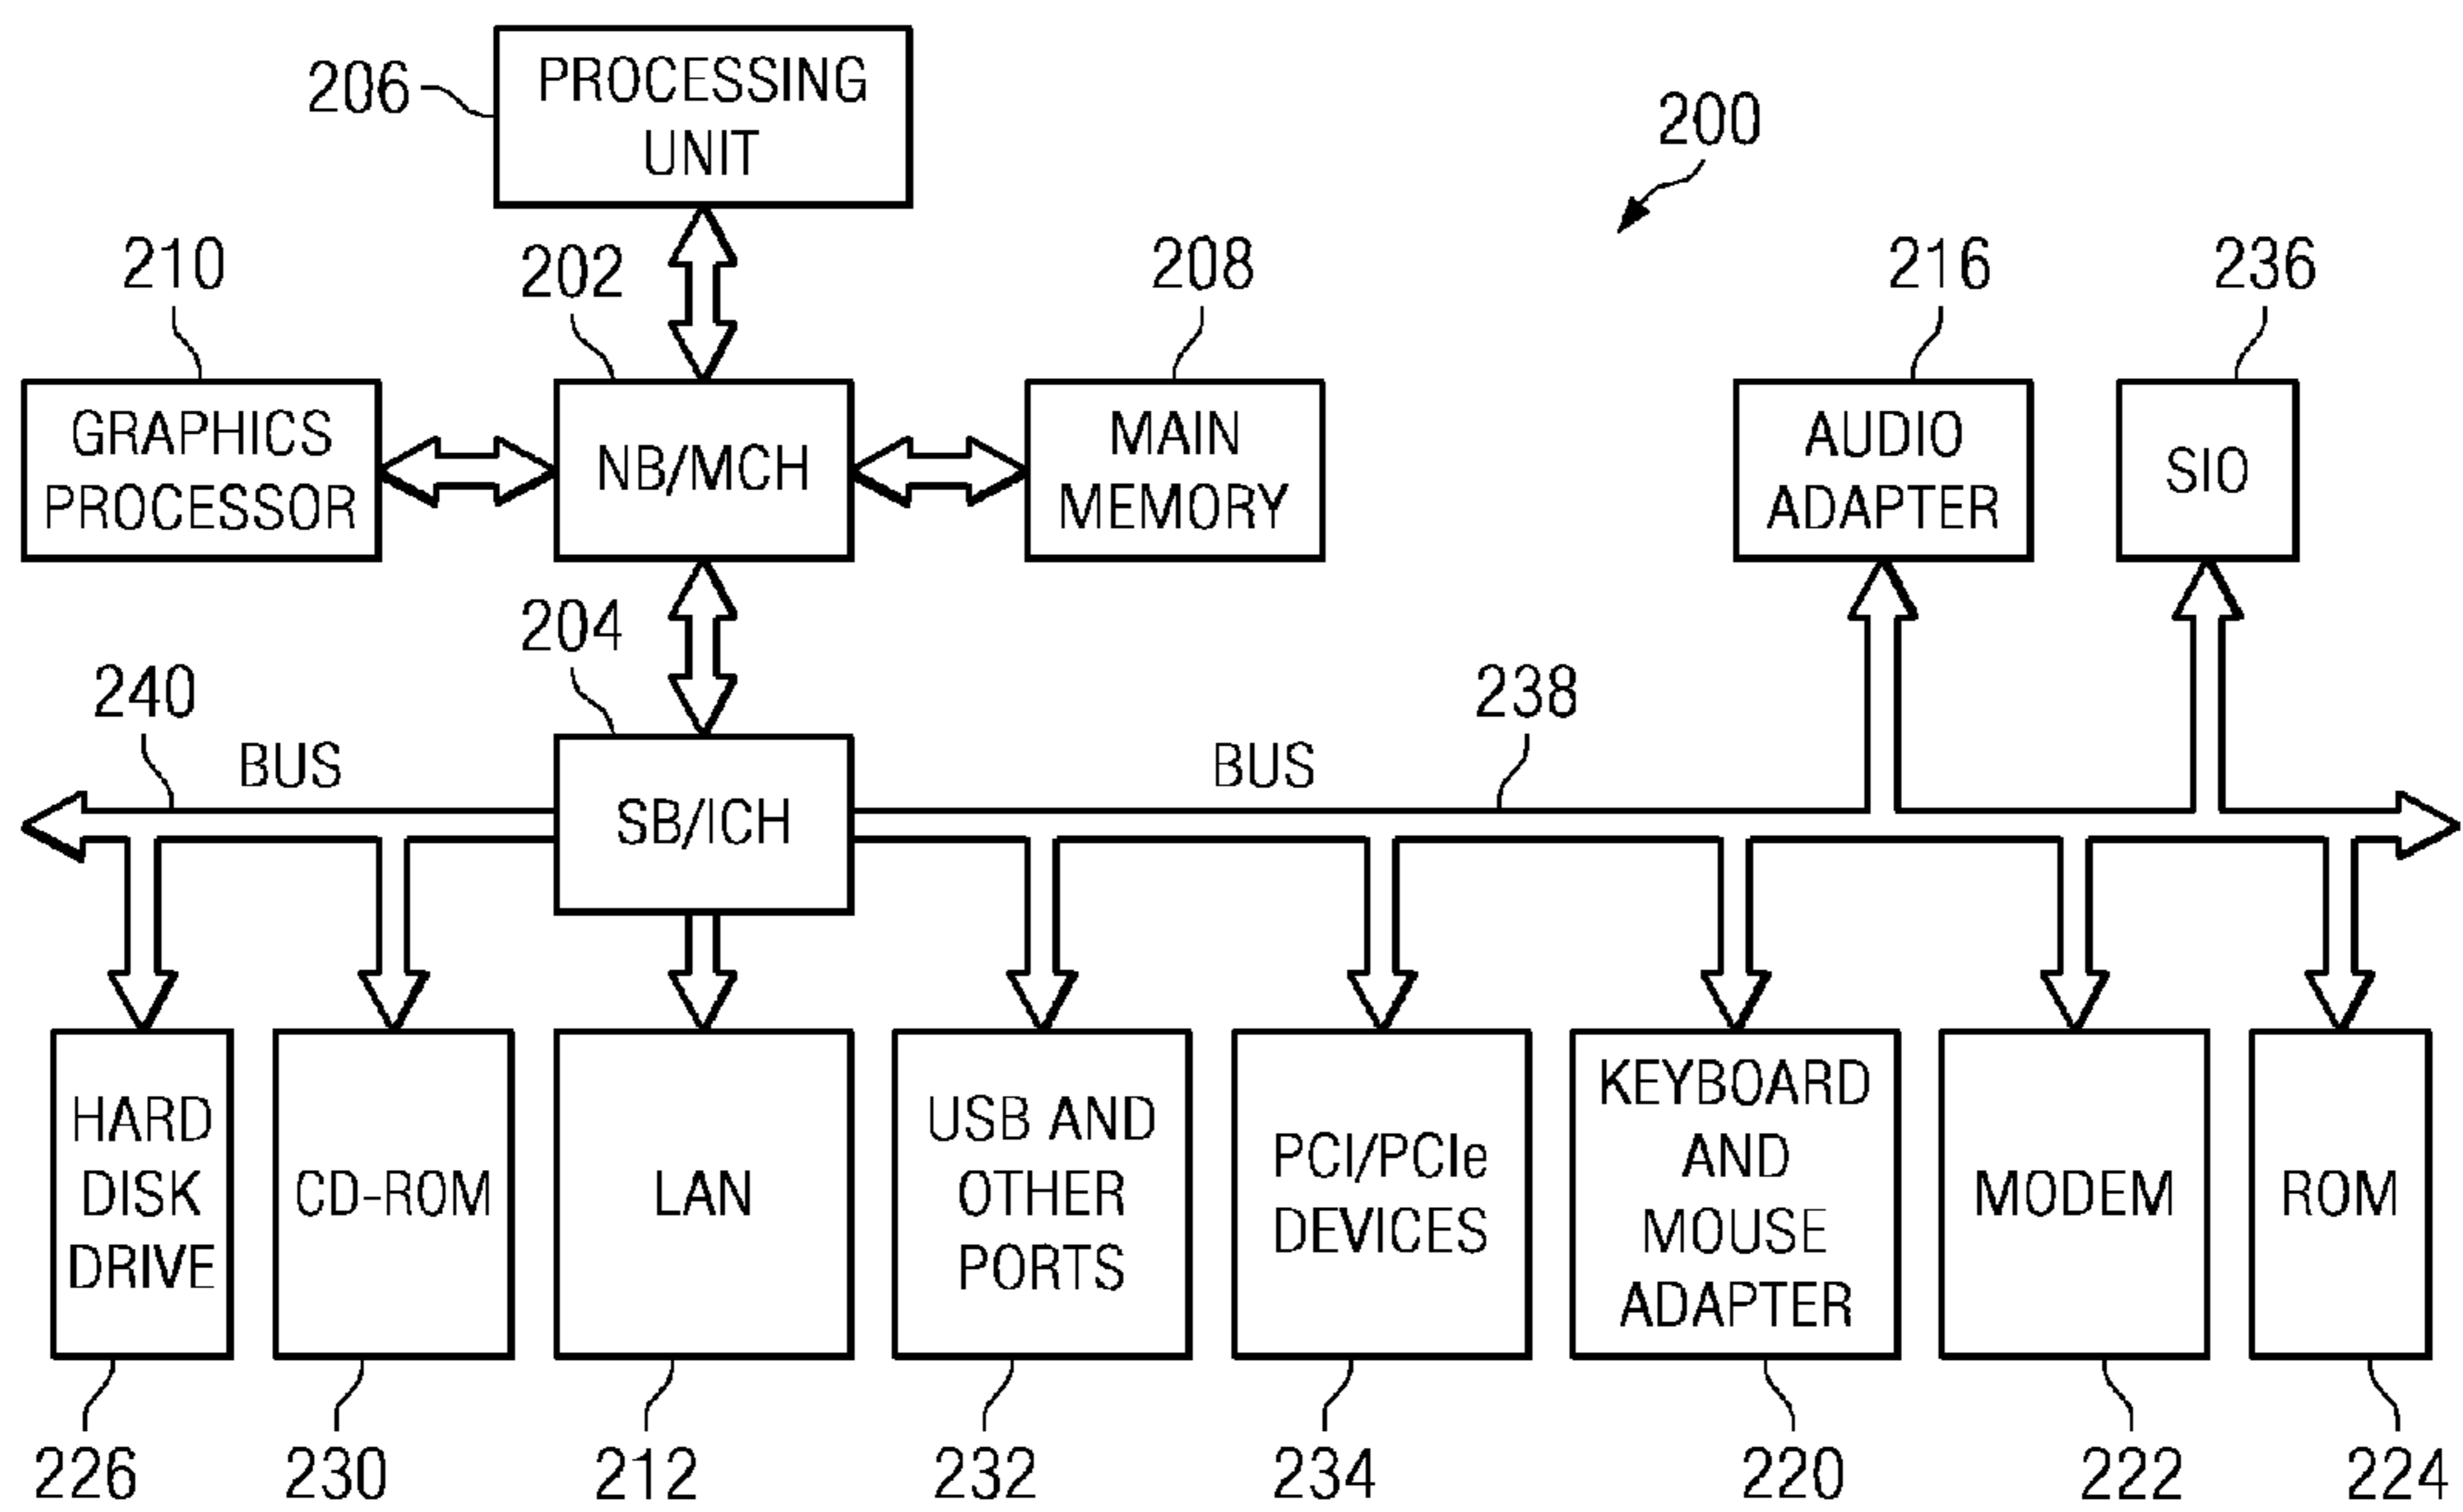 206
PROCESSING
UNIT
200
210
202
208
216
236
GRAPHICS
PROCESSOR
NB/MCH
MAIN
MEMORY
AUDIO
ADAPTER
SIO
204
240
238
BUS
BUS
SB/ICH
HARD
DISK
DRIVE
CD-ROM
LAN
USB AND
OTHER
PORTS
PCI/PCIe
DEVICES
KEYBOARD
AND
MOUSE
ADAPTER
MODEM
ROM
226
230
212
232
234
220
222
224